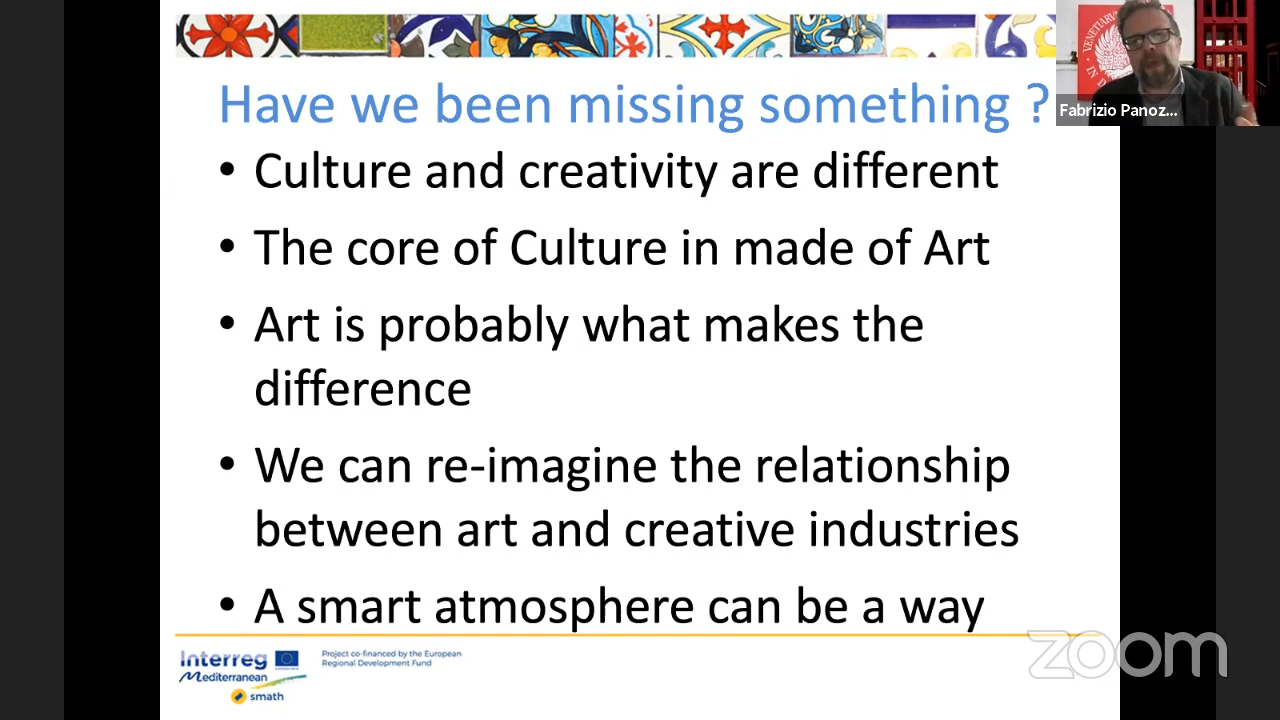 Have we been missing something ?
Fabrizio Panoz...
• Culture and creativity are different
• The core of Culture in made of Art
• Art is probably what makes the
difference
• We can re-imagine the relationship
between art and creative industries
• A smart atmosphere can be a way
Interreg
Mediterranean
smath
Project co-financed by the European
Regional Development Fund
zoom